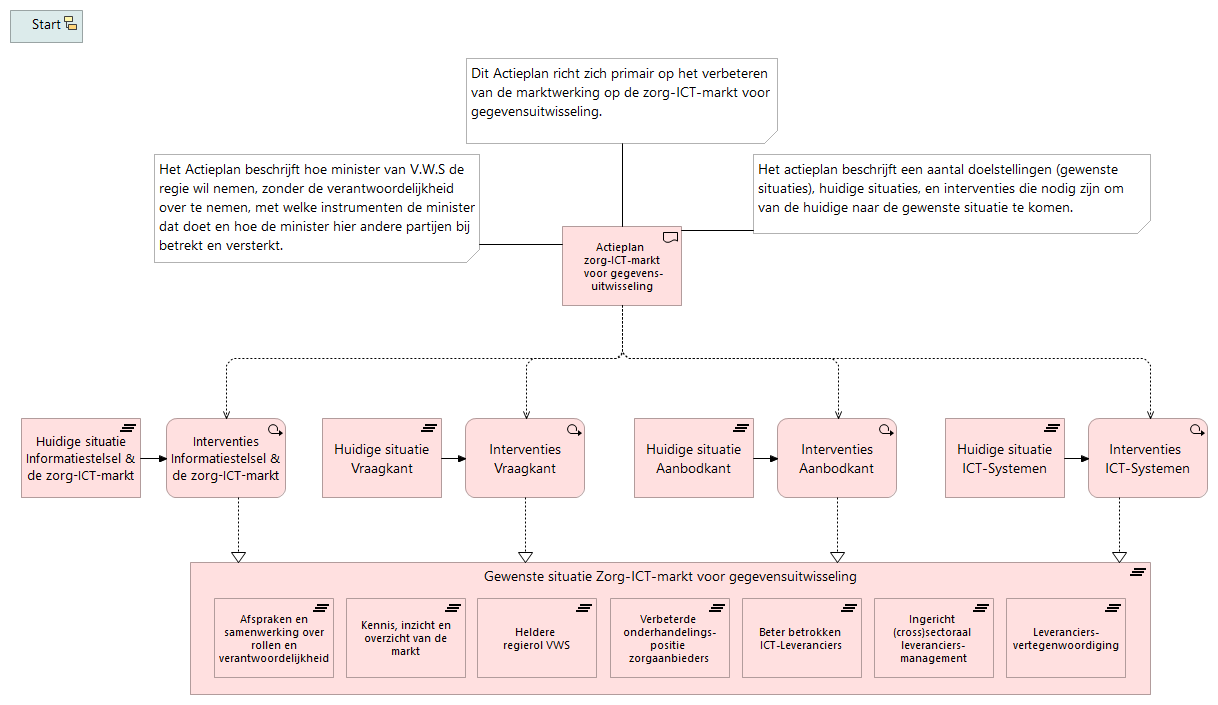 Start
Dit Actieplan richt zich primair op het verbeteren
van de marktwerking op de zorg-ICT-markt voor
gegevensuitwisseling.
Het Actieplan beschrijft hoe minister van V.W.S de
regie wil nemen, zonder de verantwoordelijkheid
over te nemen, met welke instrumenten de minister
dat doet en hoe de minister hier andere partijen bij
betrekt en versterkt.
Het actieplan beschrijft een aantal doelstellingen (gewenste
situaties), huidige situaties, en interventies die nodig zijn om
van de huidige naar de gewenste situatie te komen.
Actieplan
zorg-ICT-markt
voor gegevens-
uitwisseling
Huidige situatie
Informatiestelsel &
de zorg-ICT-markt
Interventies
Informatiestelsel &
de zorg-ICT-markt
Huidige situatie
Vraagkant
Interventies
Vraagkant
Huidige situatie
Aanbodkant
Interventies
Aanbodkant
Huidige situatie
ICT-Systemen
Interventies
ICT-Systemen
Gewenste situatie Zorg-ICT-markt voor gegevensuitwisseling
Afspraken en
samenwerking over
rollen en
verantwoordelijkheid
Kennis, inzicht en
overzicht van de
markt
Heldere
regierol VWS
Verbeterde
onderhandelings-
positie
zorgaanbieders
Beter betrokken
ICT-Leveranciers
Ingericht
(cross)sectoraal
leveranciers-
management
Leveranciers-
vertegenwoordiging